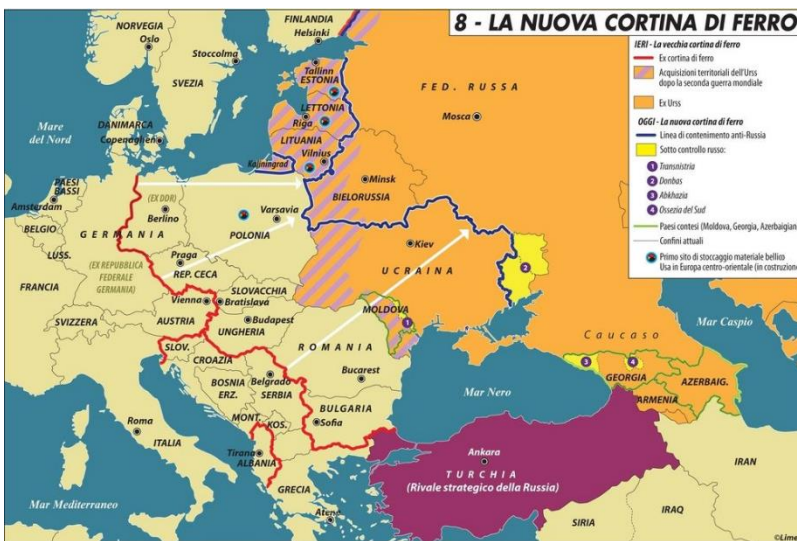 8 - LA NUOVA CORTINA DI FERRO
IERI - La vecchia cortina di ferro
Ex cortina di ferro
Acquisizioni territoriali dell'Urss
dopo la seconda guerra mondiale
Ex Urss
OGGI - La nuova cortina di ferro
Linea di contenimento anti-Russia
Sotto controllo russo:
1 Transnistria
2 Donbas
3 Abkhazia
4 Ossezia del Sud
Paesi contesi (Moldova, Georgia, Azerbaigian)
Confini attuali
Primo sito di stoccaggio materiale bellico
Usa in Europa centro-orientale (in costruzione)
NORVEGIA
Oslo
FINLANDIA
Helsinki
Stoccolma
SVEZIA
Tallinn
ESTONIA
FED. RUSSA
LETTONIA
Riga
Mosca
Mare
del Nord
DANIMARCA
Copenaghen
LITUANIA
Vilnius
Kaliningrad
Minsk
BIELORUSSIA
PAESI
BASSI
Amsterdam
(EX DDR)
Berlino
Varsavia
POLONIA
BELGIO
GERMANIA
LUSS.
Praga
REP. CECA
(EX REPUBBLICA
FEDERALE
GERMANIA)
Kiev
UCRAINA
2
FRANCIA
SLOVACCHIA
Vienna
Bratislava
MOLDOVA
1
SVIZZERA
AUSTRIA
Budapest
UNGHERIA
SLOV.
CROAZIA
ROMANIA
Caucaso
Mar Caspio
BOSNIA
ERZ.
Belgrado
SERBIA
Bucarest
3
4
GEORGIA
AZERBAIG.
ARMENIA
Mar Nero
MONT.
KOS.
BULGARIA
Sofia
Roma
ITALIA
Tirana
ALBANIA
Ankara
TURCHIA
(Rivale strategico della Russia)
IRAN
GRECIA
Mar Mediterraneo
Atene
SIRIA
IRAQ
©Limes